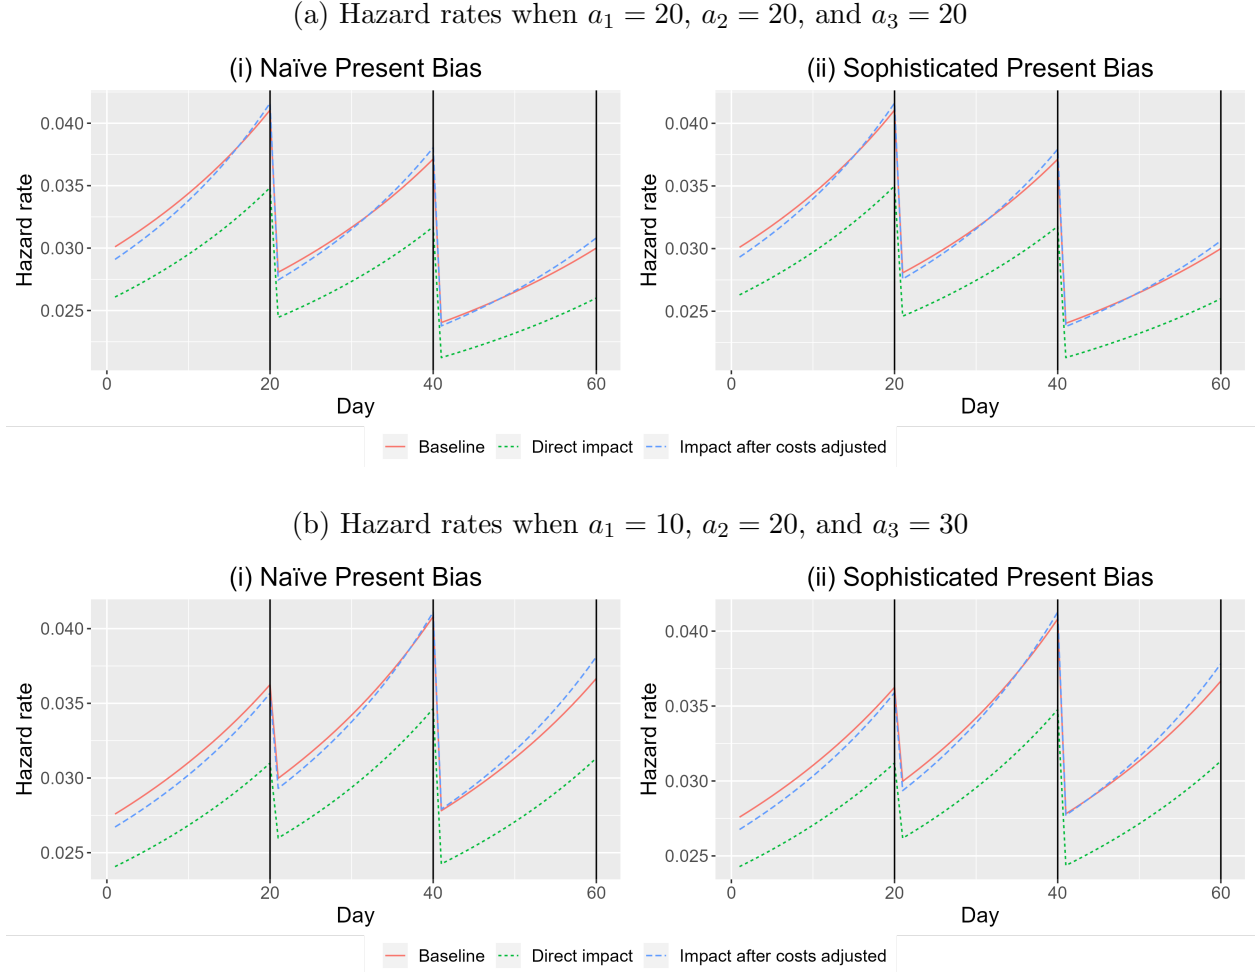 (a) Hazard rates when a₁ = 20, a₂ = 20, and a₃ = 20
(i) Naïve Present Bias
(ii) Sophisticated Present Bias
Hazard rate
0.040
0.035
0.030
0.025
0 20 40 60
Day
Hazard rate
0.040
0.035
0.030
0.025
0 20 40 60
Day
Baseline Direct impact Impact after costs adjusted
(b) Hazard rates when a₁ = 10, a₂ = 20, and a₃ = 30
(i) Naïve Present Bias
(ii) Sophisticated Present Bias
Hazard rate
0.040
0.035
0.030
0.025
0 20 40 60
Day
Hazard rate
0.040
0.035
0.030
0.025
0 20 40 60
Day
Baseline Direct impact Impact after costs adjusted